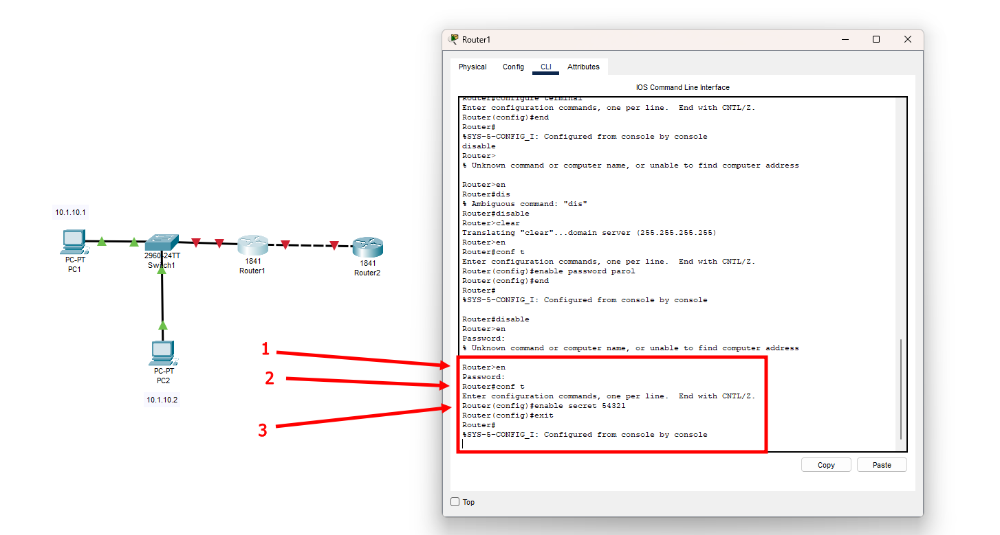 10.1.10.1
PC-PT
PC1
2960-24TT
Switch1
1841
Router1
1841
Router2
PC-PT
PC2
10.1.10.2
1
2
3
Router1
Physical Config CLI Attributes
IOS Command Line Interface
Router#configure terminal
Enter configuration commands, one per line.  End with CNTL/Z.
Router(config)#end
Router#
%SYS-5-CONFIG_I: Configured from console by console
disable
Router>
% Unknown command or computer name, or unable to find computer address
Router>en
Router#dis
% Ambiguous command: "dis"
Router#disable
Router>clear
Translating "clear"...domain server (255.255.255.255)
Router>en
Router#conf t
Enter configuration commands, one per line.  End with CNTL/Z.
Router(config)#enable password parol
Router(config)#end
Router#
%SYS-5-CONFIG_I: Configured from console by console
Router#disable
Router>en
Password:
% Unknown command or computer name, or unable to find computer address
Router>en
Password:
Router#conf t
Enter configuration commands, one per line.  End with CNTL/Z.
Router(config)#enable secret 54321
Router(config)#exit
Router#
%SYS-5-CONFIG_I: Configured from console by console
Copy Paste
Top